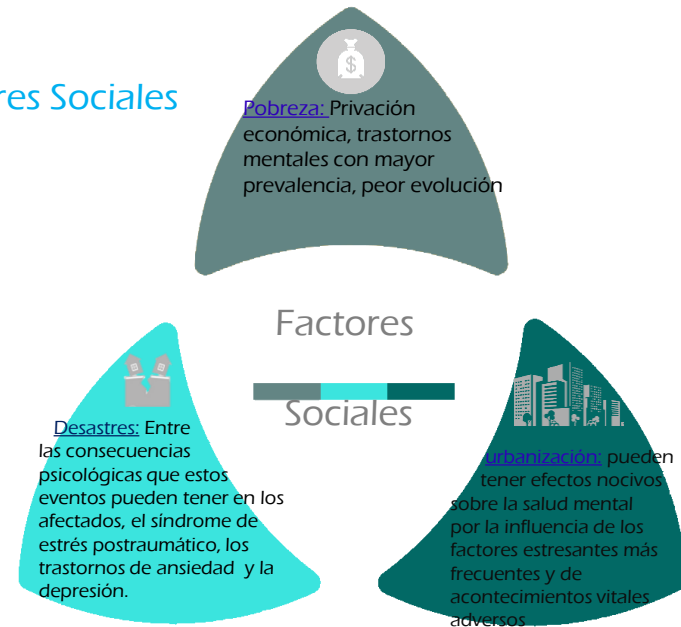 res Sociales
$
Pobreza: Privación
económica, trastornos
mentales con mayor
prevalencia, peor evolución
Factores
Sociales
Desastres: Entre
las consecuencias
psicológicas que estos
eventos pueden tener en los
afectados, el síndrome de
estrés postraumático, los
trastornos de ansiedad y la
depresión.
urbanización: pueden
tener efectos nocivos
sobre la salud mental
por la influencia de los
factores estresantes más
frecuentes y de
acontecimientos vitales
adversos